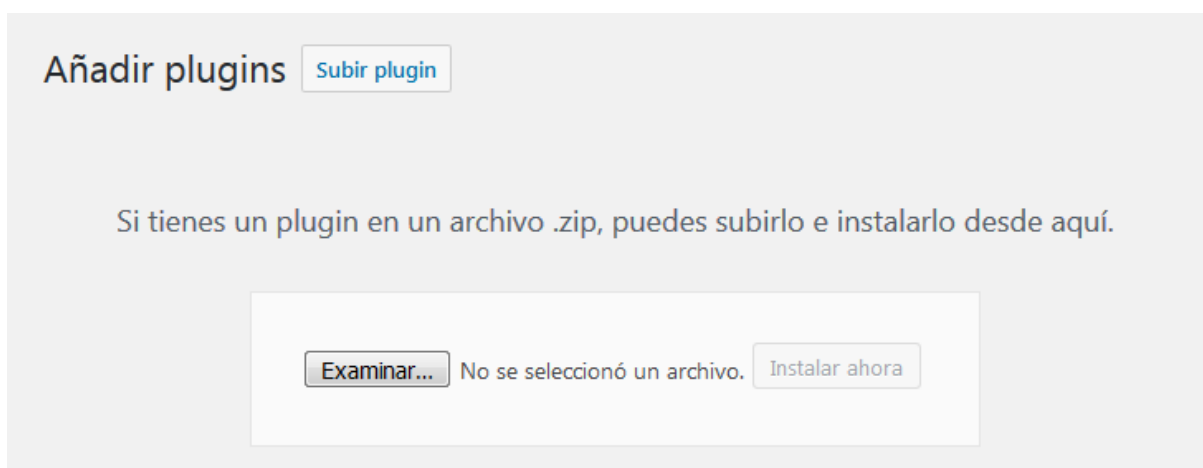 Añadir plugins Subir plugin
Si tienes un plugin en un archivo .zip, puedes subirlo e instalarlo desde aquí.
Examinar... No se seleccionó un archivo. Instalar ahora